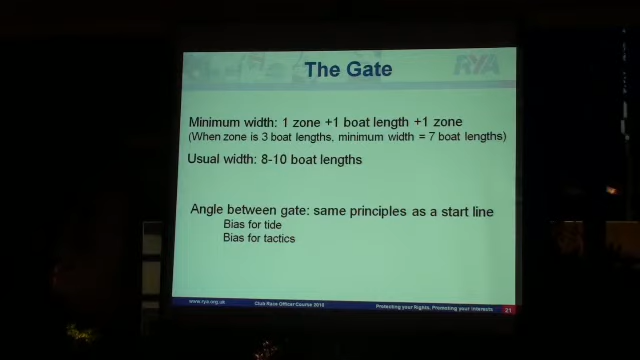 The Gate
RYA
Minimum width: 1 zone +1 boat length +1 zone
(When zone is 3 boat lengths, minimum width = 7 boat lengths)
Usual width: 8-10 boat lengths
Angle between gate: same principles as a start line
Bias for tide
Bias for tactics
www.rya.org.uk
Club Race Officer Course 2010
Protecting your Rights, Promoting your Interests
21